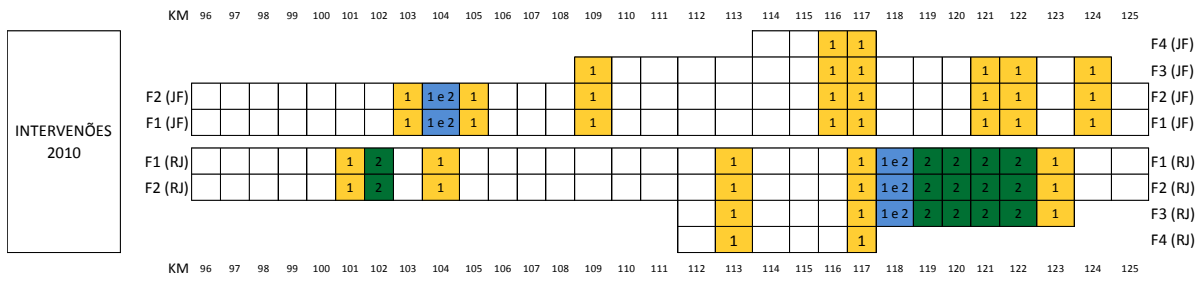 KM 96 97 98 99 100 101 102 103 104 105 106 107 108 109 110 111 112 113 114 115 116 117 118 119 120 121 122 123 124 125
INTERVENÕES
2010
1 1 F4 (JF)
1 1 1 1 1 1 F3 (JF)
F2 (JF) 1 1 e 2 1 1 1 1 1 1 1 F2 (JF)
F1 (JF) 1 1 e 2 1 1 1 1 1 1 1 F1 (JF)
F1 (RJ) 1 2 1 1 1 1 e 2 2 2 2 2 1 F1 (RJ)
F2 (RJ) 1 2 1 1 1 1 e 2 2 2 2 2 1 F2 (RJ)
1 1 1 e 2 2 2 2 2 1 F3 (RJ)
1 1 F4 (RJ)
KM 96 97 98 99 100 101 102 103 104 105 106 107 108 109 110 111 112 113 114 115 116 117 118 119 120 121 122 123 124 125